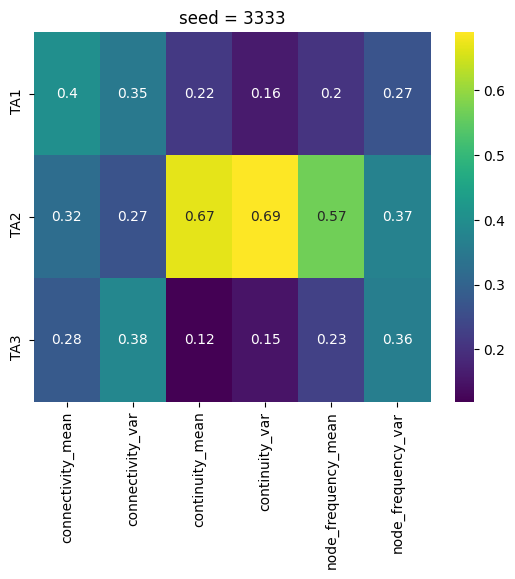 seed = 3333
TA1 0.4 0.35 0.22 0.16 0.2 0.27
TA2 0.32 0.27 0.67 0.69 0.57 0.37
TA3 0.28 0.38 0.12 0.15 0.23 0.36
connectivity_mean
connectivity_var
continuity_mean
continuity_var
node_frequency_mean
node_frequency_var
0.6
0.5
0.4
0.3
0.2